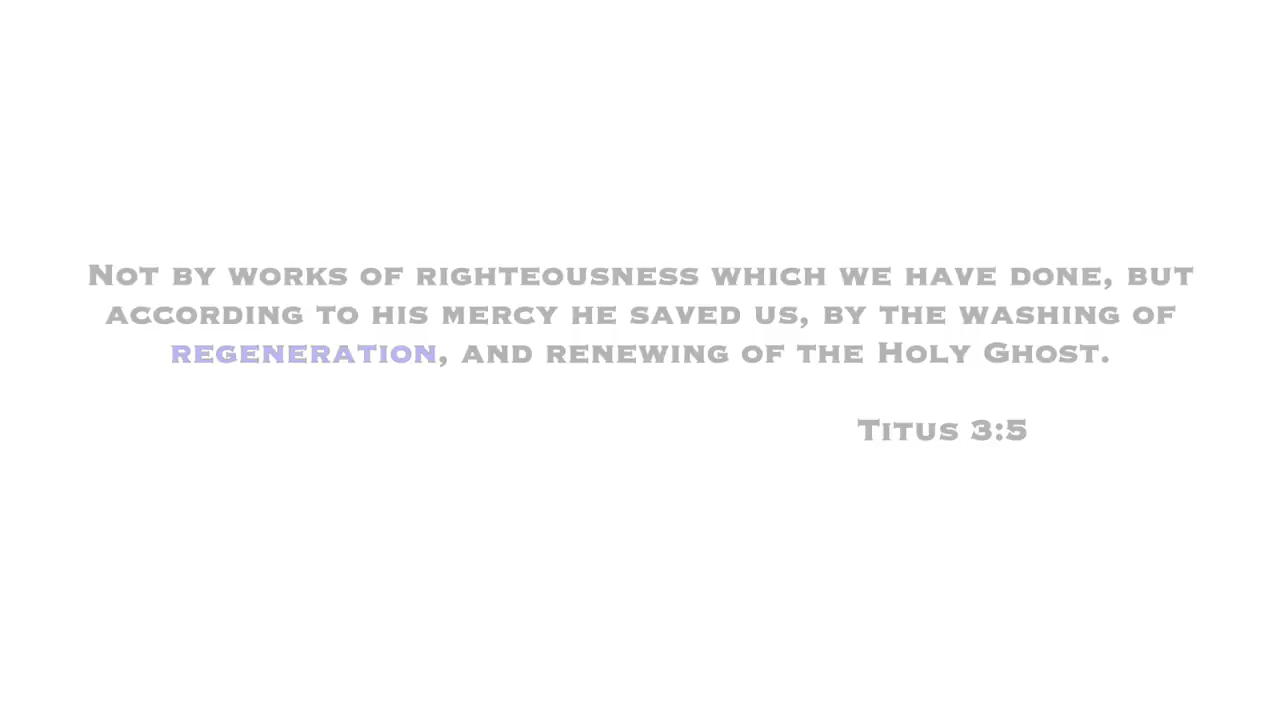 Not by works of righteousness which we have done, but
according to his mercy he saved us, by the washing of
regeneration, and renewing of the Holy Ghost.
Titus 3:5